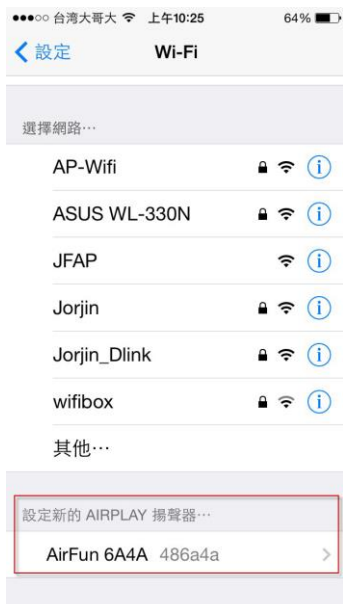 台湾大哥大 上午10:25 64%
設定 Wi-Fi
選擇網路…
AP-Wifi
ASUS WL-330N
JFAP
Jorjin
Jorjin_Dlink
wifibox
其他…
設定新的 AIRPLAY 揚聲器…
AirFun 6A4A 486a4a